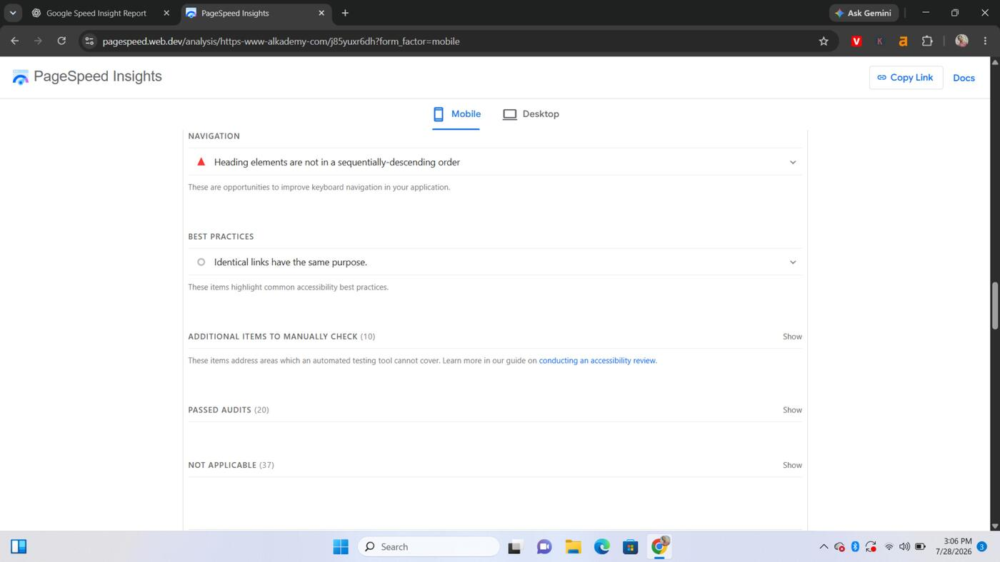 Google Speed Insight Report
PageSpeed Insights
Ask Gemini
pagespeed.web.dev/analysis/https-www-alkademy-com/j85yuxr6dh?form_factor=mobile
V
K
a
PageSpeed Insights
Copy Link
Docs
Mobile
Desktop
NAVIGATION
Heading elements are not in a sequentially-descending order
These are opportunities to improve keyboard navigation in your application.
BEST PRACTICES
Identical links have the same purpose.
These items highlight common accessibility best practices.
ADDITIONAL ITEMS TO MANUALLY CHECK (10)
Show
These items address areas which an automated testing tool cannot cover. Learn more in our guide on conducting an accessibility review.
PASSED AUDITS (20)
Show
NOT APPLICABLE (37)
Show
Search
3:06 PM
7/28/2026
3